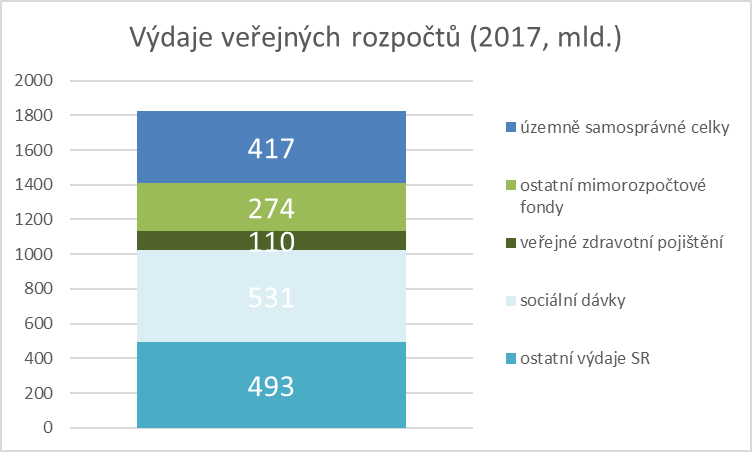 Výdaje veřejných rozpočtů (2017, mld.)
2000
1800
1600
1400
1200
1000
800
600
400
200
0
417
274
110
531
493
územně samosprávné celky
ostatní mimorozpočtové
fondy
veřejné zdravotní pojištění
sociální dávky
ostatní výdaje SR